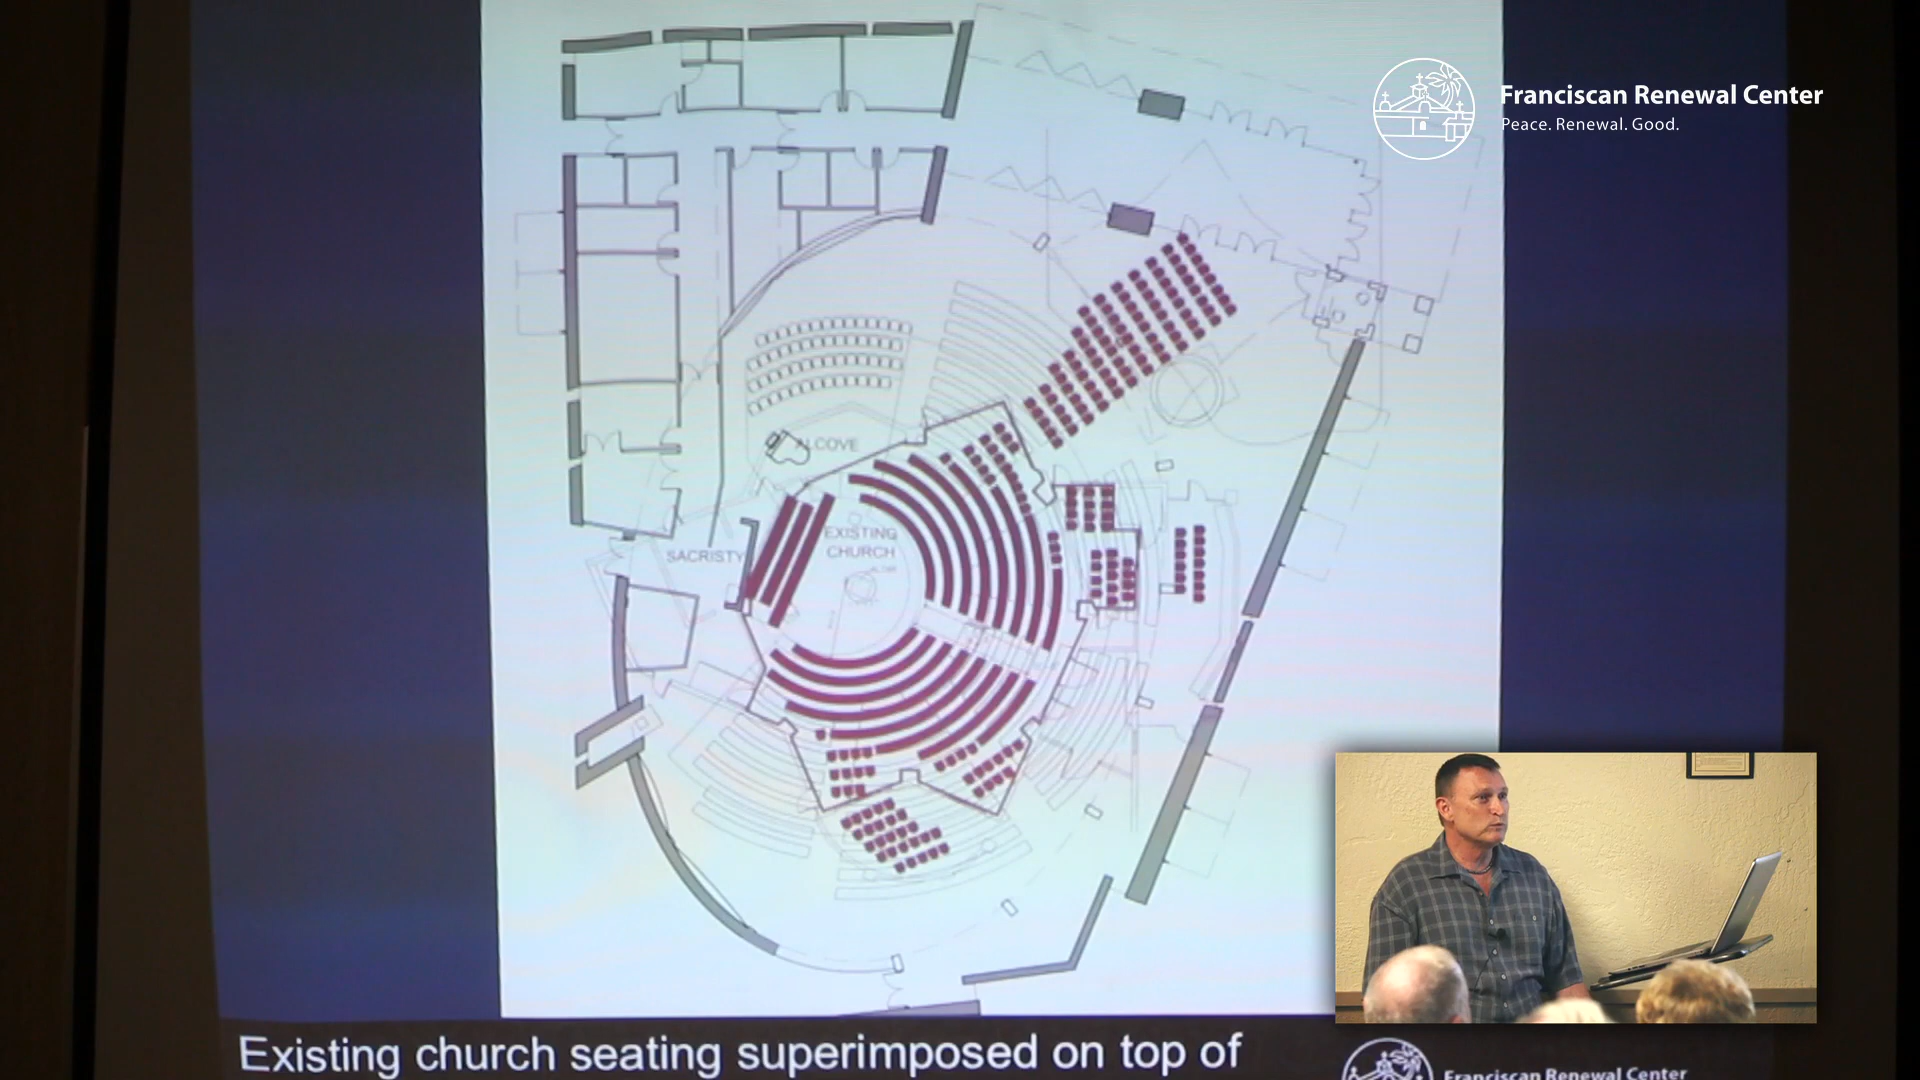 Franciscan Renewal Center
Peace. Renewal. Good.
ALCOVE
EXISTING
CHURCH
ALTAR
SACRISTY
Existing church seating superimposed on top of
Franciscan Renewal Center